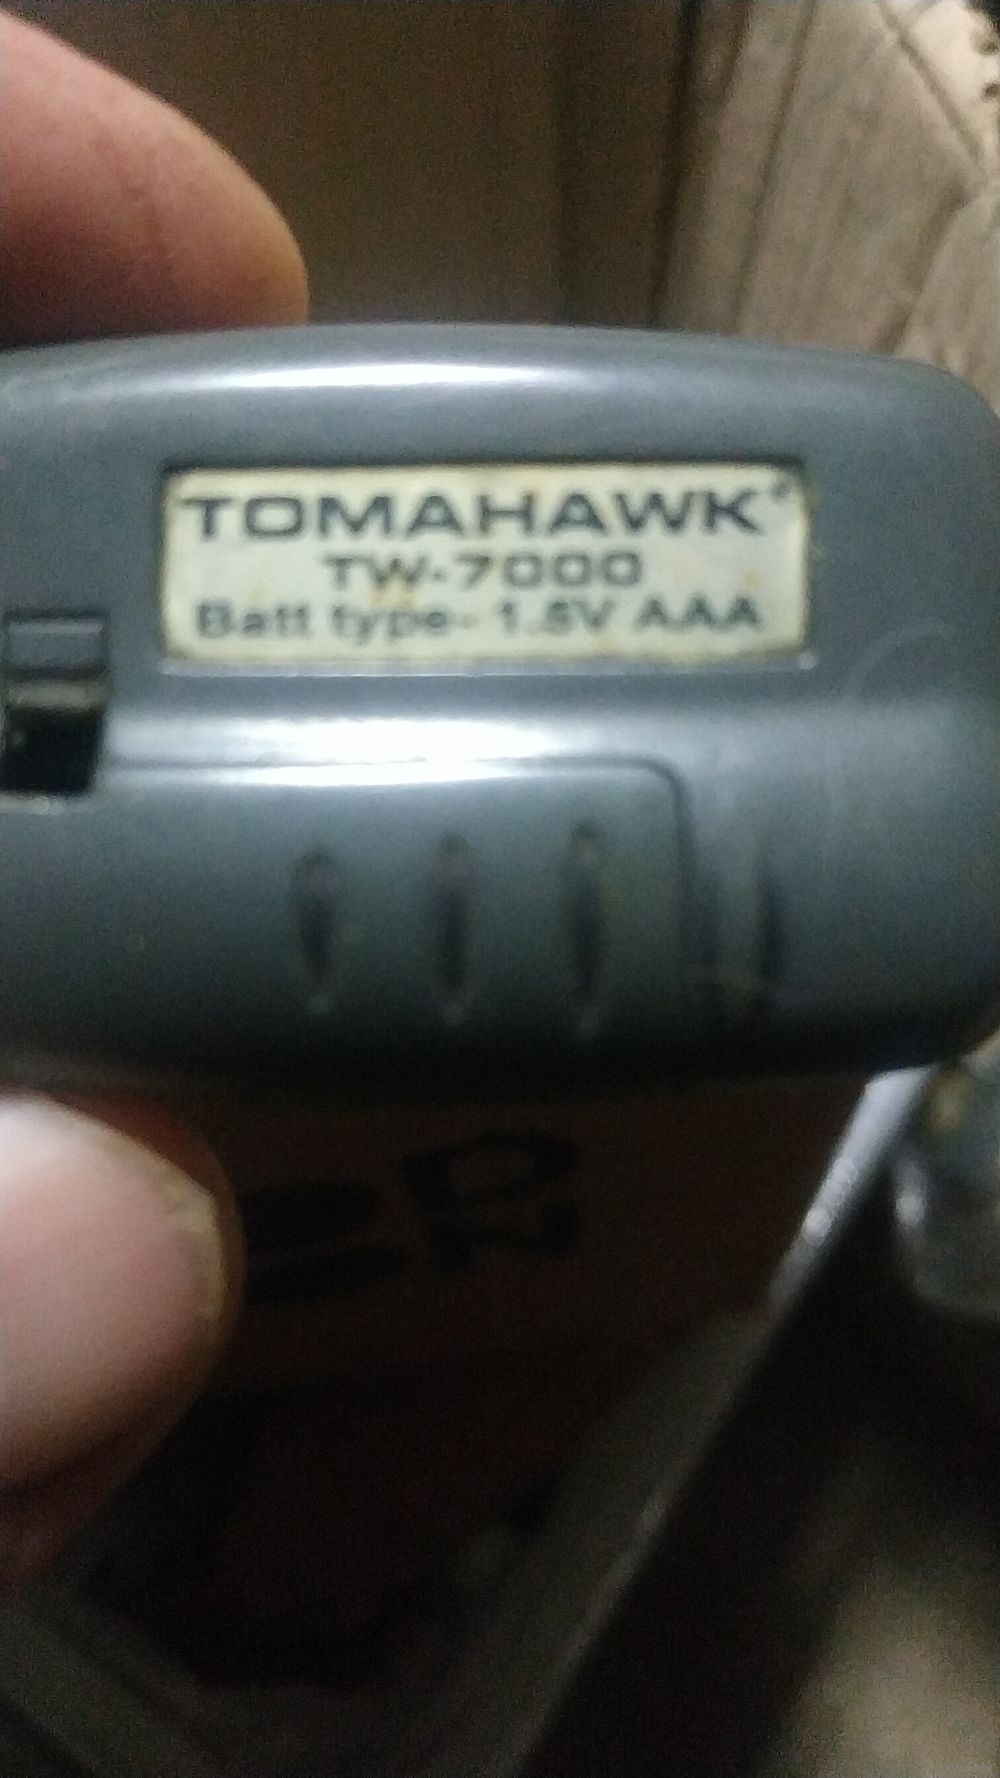 TOMAHAWK®
TW-7000
Batt type- 1.5V AAA